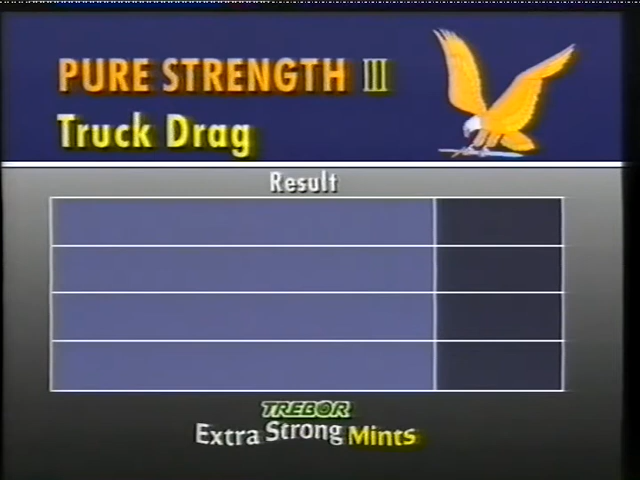 PURE STRENGTH III
Truck Drag
Result
TREBOR
Extra Strong Mints